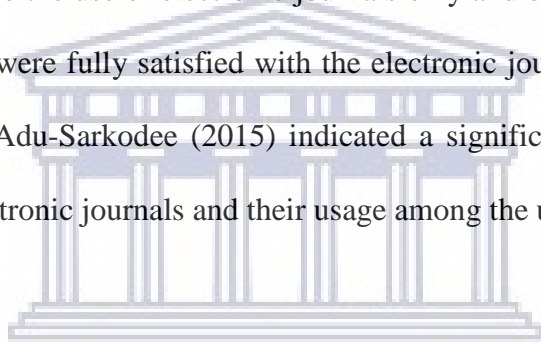 were fully satisfied with the electronic jou
Adu-Sarkodee (2015) indicated a signific
tronic journals and their usage among the u